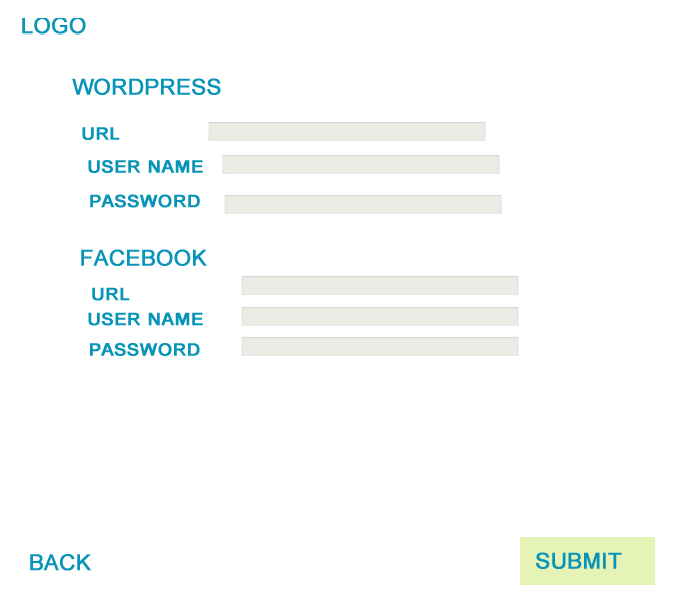 LOGO
WORDPRESS
URL
USER NAME
PASSWORD
FACEBOOK
URL
USER NAME
PASSWORD
BACK
SUBMIT